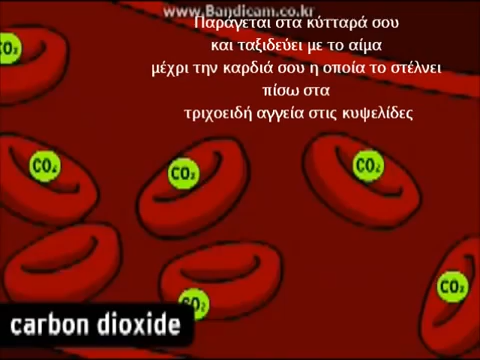 www.Bandicam.co.kr
Παράγεται στα κύτταρά σου
και ταξιδεύει με το αίμα
μέχρι την καρδιά σου η οποία το στέλνει
πίσω στα
τριχοειδή αγγεία στις κυψελίδες
CO₂
CO₂
CO₂
CO₂
CO₂
CO₂
carbon dioxide